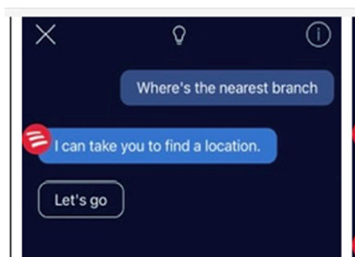 Where's the nearest branch
I can take you to find a location.
Let's go